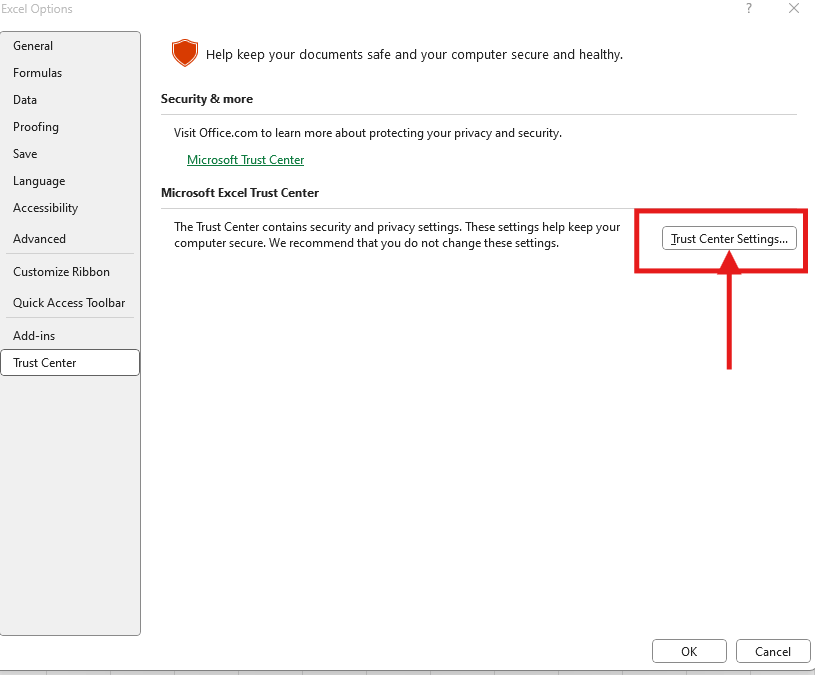 Excel Options
?
General
Formulas
Data
Proofing
Save
Language
Accessibility
Advanced
Customize Ribbon
Quick Access Toolbar
Add-ins
Trust Center
Help keep your documents safe and your computer secure and healthy.
Security & more
Visit Office.com to learn more about protecting your privacy and security.
Microsoft Trust Center
Microsoft Excel Trust Center
The Trust Center contains security and privacy settings. These settings help keep your
computer secure. We recommend that you do not change these settings.
Trust Center Settings...
OK
Cancel